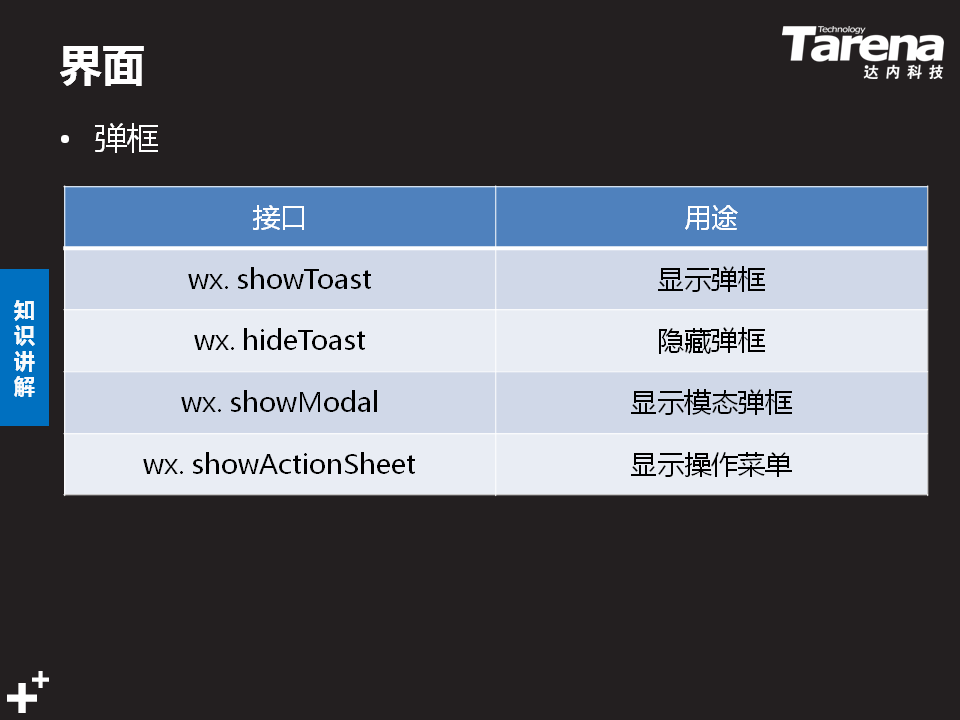 界面
Technology
Tarena
达内科技
• 弹框
接口 用途
wx. showToast 显示弹框
wx. hideToast 隐藏弹框
wx. showModal 显示模态弹框
wx. showActionSheet 显示操作菜单
知识讲解